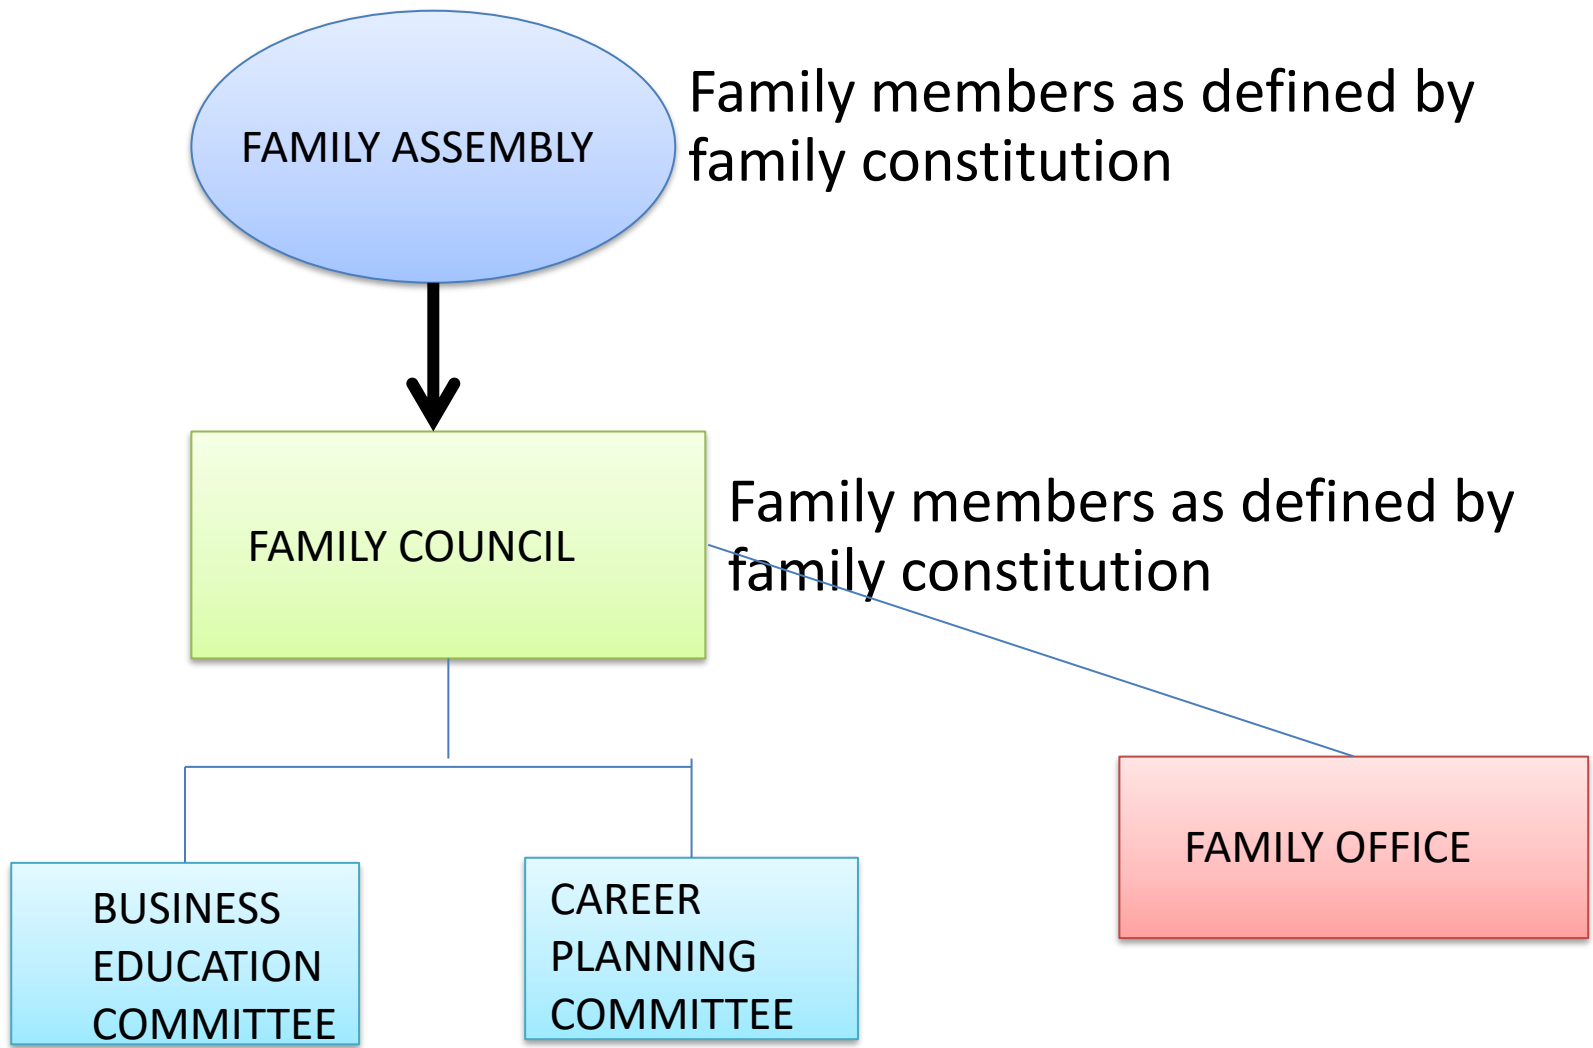 FAMILY ASSEMBLY
Family members as defined by
family constitution
FAMILY COUNCIL
Family members as defined by
family constitution
BUSINESS
EDUCATION
COMMITTEE
CAREER
PLANNING
COMMITTEE
FAMILY OFFICE